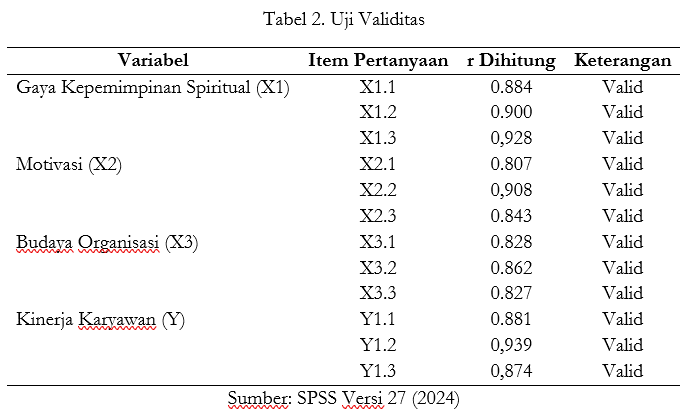 Tabel 2. Uji Validitas
Variabel Item Pertanyaan r Dihitung Keterangan
Gaya Kepemimpinan Spiritual (X1) X1.1 0.884 Valid
X1.2 0.900 Valid
X1.3 0,928 Valid
Motivasi (X2) X2.1 0.807 Valid
X2.2 0,908 Valid
X2.3 0.843 Valid
Budaya Organisasi (X3) X3.1 0.828 Valid
X3.2 0.862 Valid
X3.3 0.827 Valid
Kinerja Karyawan (Y) Y1.1 0.881 Valid
Y1.2 0,939 Valid
Y1.3 0,874 Valid
Sumber: SPSS Versi 27 (2024)